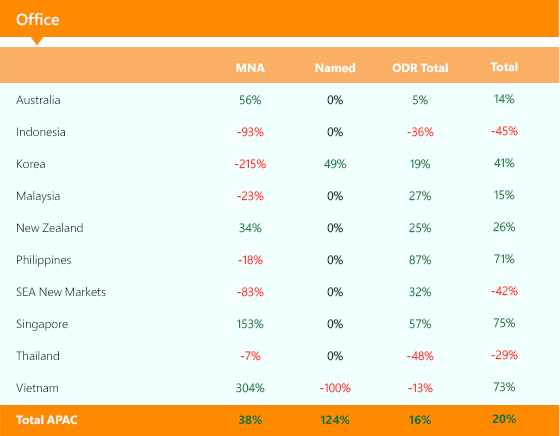 Office
MNA Named ODR Total Total
Australia 56% 0% 5% 14%
Indonesia -93% 0% -36% -45%
Korea -215% 49% 19% 41%
Malaysia -23% 0% 27% 15%
New Zealand 34% 0% 25% 26%
Philippines -18% 0% 87% 71%
SEA New Markets -83% 0% 32% -42%
Singapore 153% 0% 57% 75%
Thailand -7% 0% -48% -29%
Vietnam 304% -100% -13% 73%
Total APAC 38% 124% 16% 20%